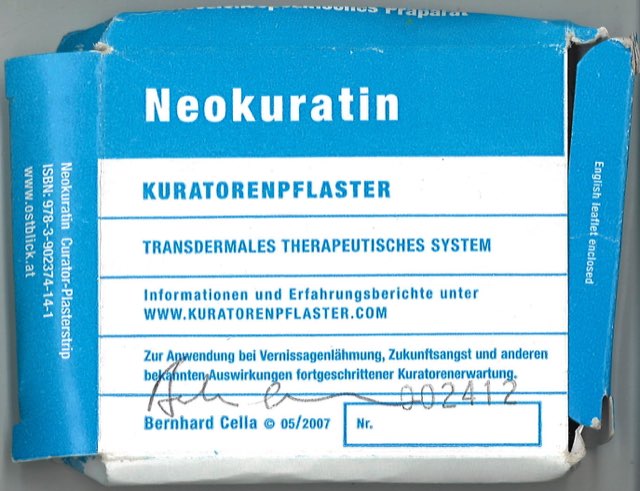 Präparat
Neokuratin
KURATORENPFLASTER
TRANSDERMALES THERAPEUTISCHES SYSTEM
Informationen und Erfahrungsberichte unter
WWW.KURATORENPFLASTER.COM
Zur Anwendung bei Vernissagenlähmung, Zukunftsangst und anderen
bekannten Auswirkungen fortgeschrittener Kuratorenerwartung.
002412
Bernhard Cella © 05/2007
Nr.
Neokuratin Curator-Plasterstrip
ISBN: 978-3-902374-14-1
www.ostblick.at
English leaflet enclosed